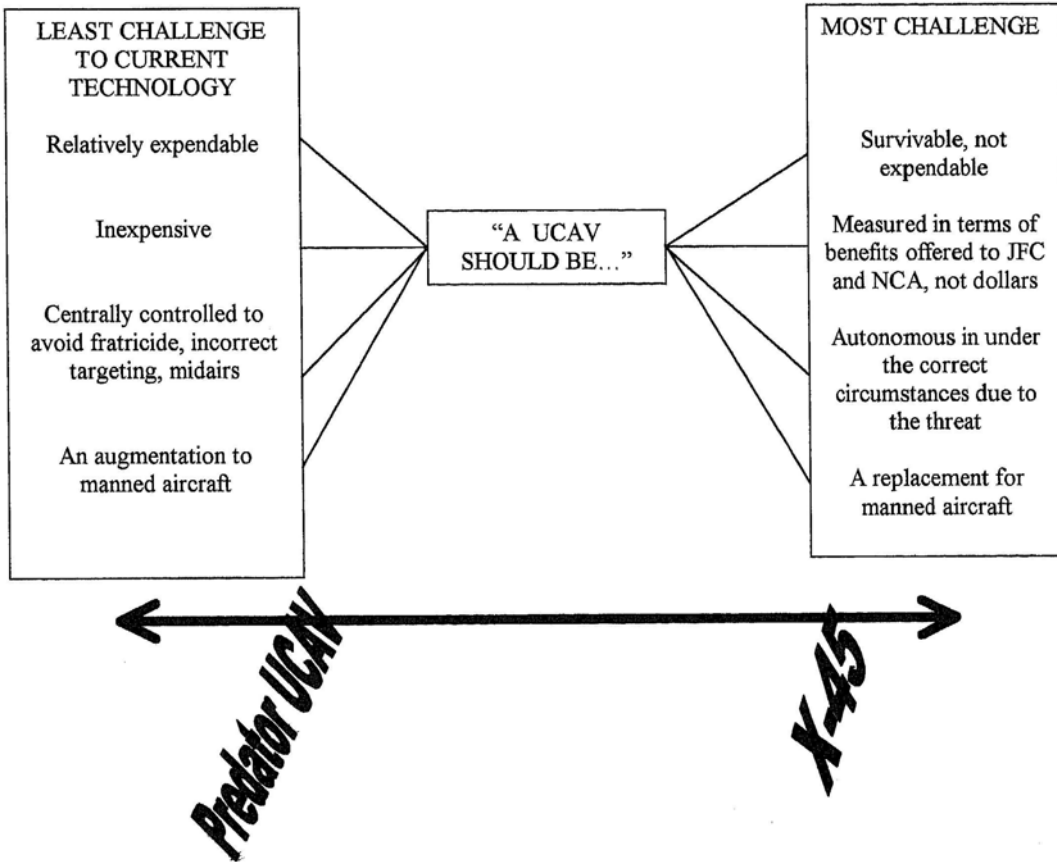 LEAST CHALLENGE
TO CURRENT
TECHNOLOGY
Relatively expendable
Inexpensive
Centrally controlled to
avoid fratricide, incorrect
targeting, midairs
An augmentation to
manned aircraft
“A UCAV
SHOULD BE…”
MOST CHALLENGE
Survivable, not
expendable
Measured in terms of
benefits offered to JFC
and NCA, not dollars
Autonomous in under
the correct
circumstances due to
the threat
A replacement for
manned aircraft
Predator UCAV
X-45